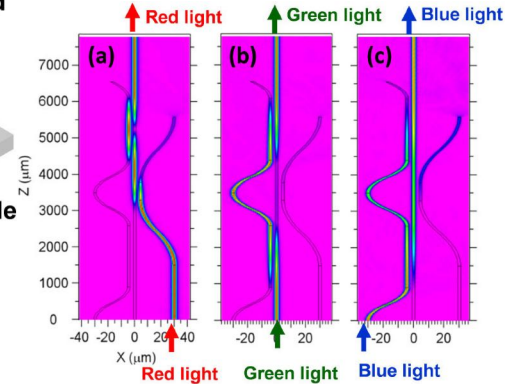 Red light
Green light
Blue light
(a)
(b)
(c)
7000
6000
5000
4000
3000
2000
1000
0
Z (μm)
-40
-20
0
20
40
-20
0
20
-20
0
20
X (μm)
Red light
Green light
Blue light